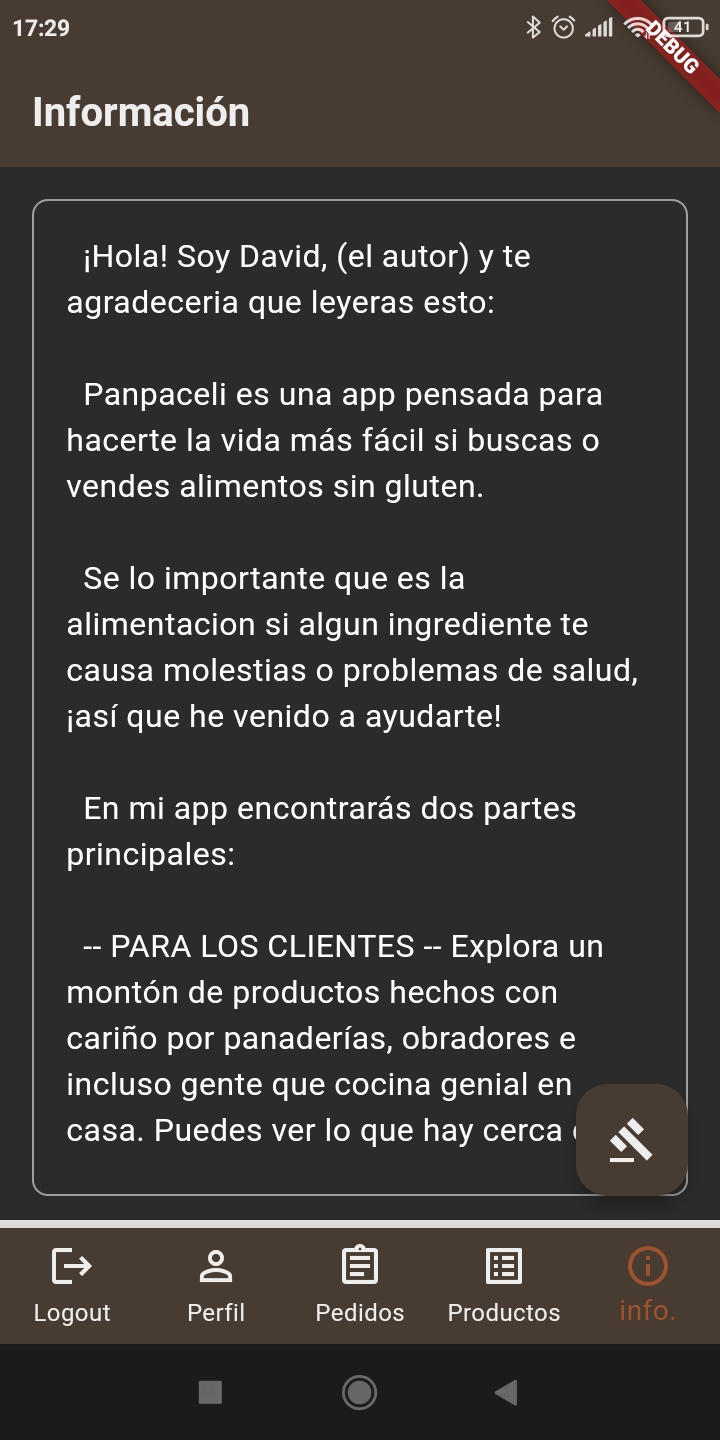 17:29
41
DEBUG
Información
¡Hola! Soy David, (el autor) y te
agradeceria que leyeras esto:
Panpaceli es una app pensada para
hacerte la vida más fácil si buscas o
vendes alimentos sin gluten.
Se lo importante que es la
alimentacion si algun ingrediente te
causa molestias o problemas de salud,
¡así que he venido a ayudarte!
En mi app encontrarás dos partes
principales:
-- PARA LOS CLIENTES -- Explora un
montón de productos hechos con
cariño por panaderías, obradores e
incluso gente que cocina genial en
casa. Puedes ver lo que hay cerca
Logout
Perfil
Pedidos
Productos
info.